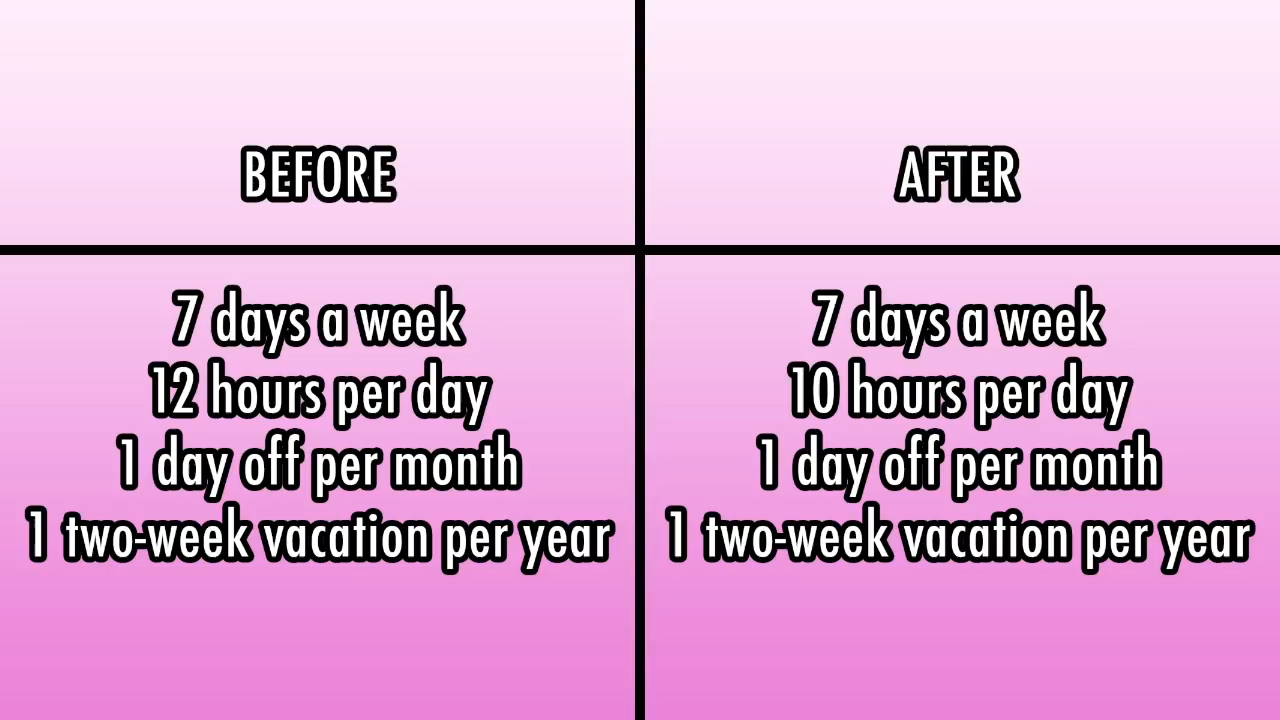 BEFORE
AFTER
7 days a week
12 hours per day
1 day off per month
1 two-week vacation per year
7 days a week
10 hours per day
1 day off per month
1 two-week vacation per year